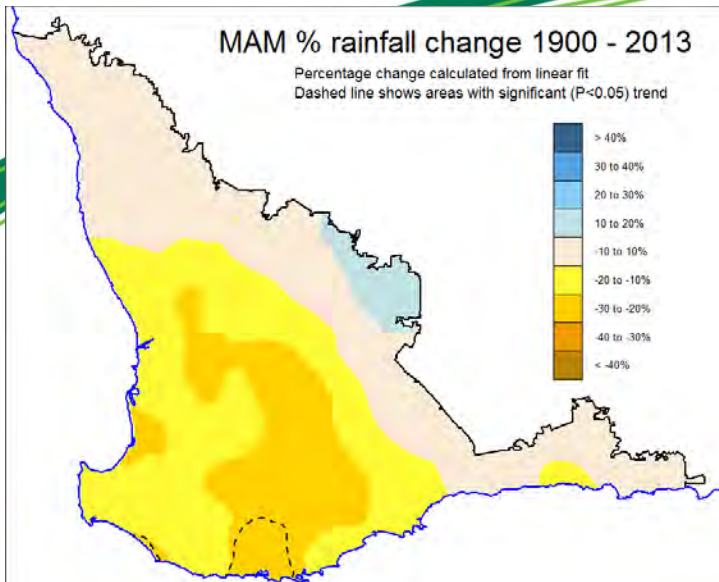 MAM % rainfall change 1900 - 2013
Percentage change calculated from linear fit
Dashed line shows areas with significant (P<0.05) trend
> 40%
30 to 40%
20 to 30%
10 to 20%
-10 to 10%
-20 to -10%
-30 to -20%
-40 to -30%
< -40%